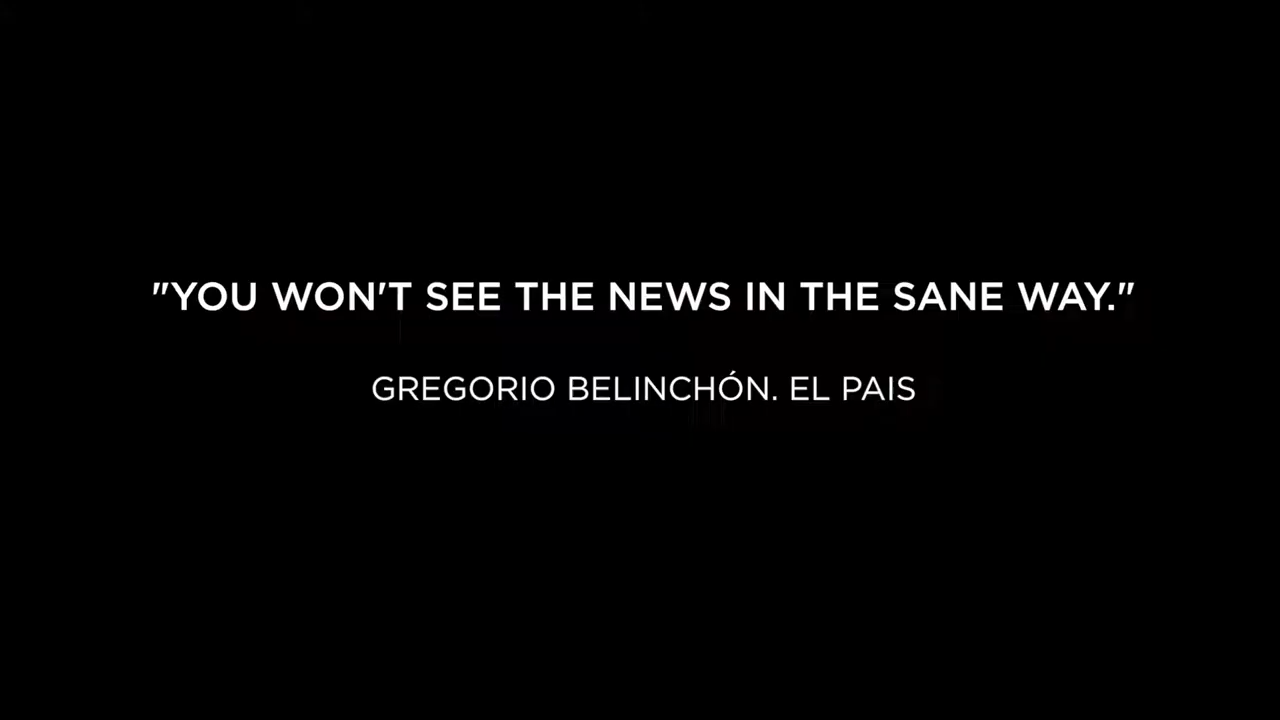 "YOU WON'T SEE THE NEWS IN THE SANE WAY."
GREGORIO BELINCHÓN. EL PAIS